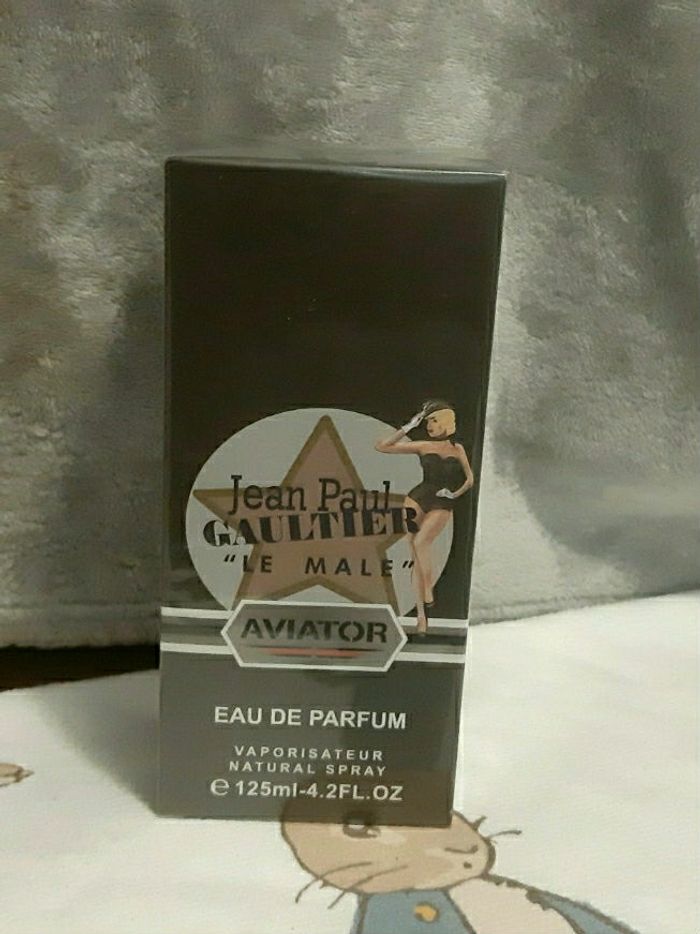 Jean Paul
GAULTIER
"LE MALE"
AVIATOR
EAU DE PARFUM
VAPORISATEUR
NATURAL SPRAY
℮ 125ml-4.2FL.OZ